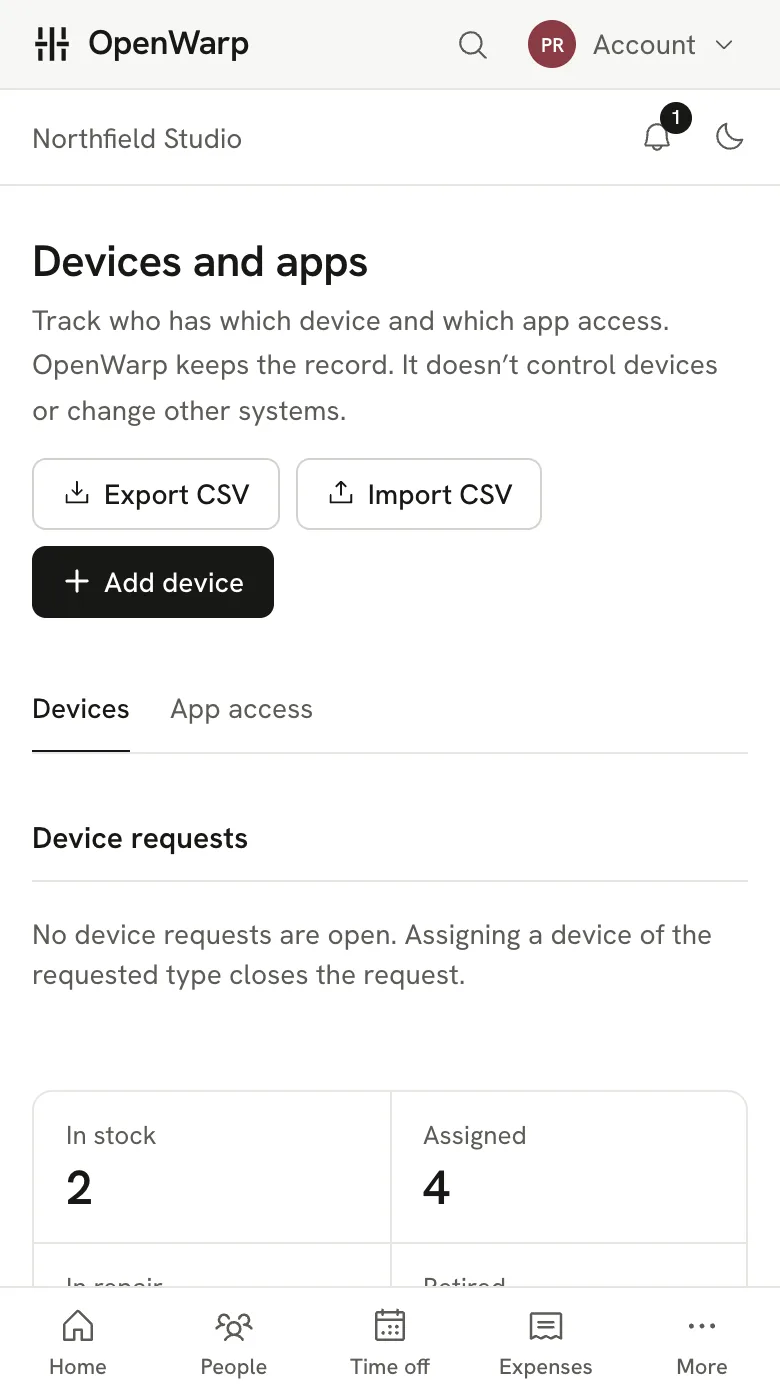 OpenWarp
PR
Account
Northfield Studio
1
Devices and apps
Track who has which device and which app access.
OpenWarp keeps the record. It doesn’t control devices
or change other systems.
Export CSV
Import CSV
Add device
Devices
App access
Device requests
No device requests are open. Assigning a device of the
requested type closes the request.
In stock
Assigned
2
4
In repair
Retired
Home
People
Time off
Expenses
More